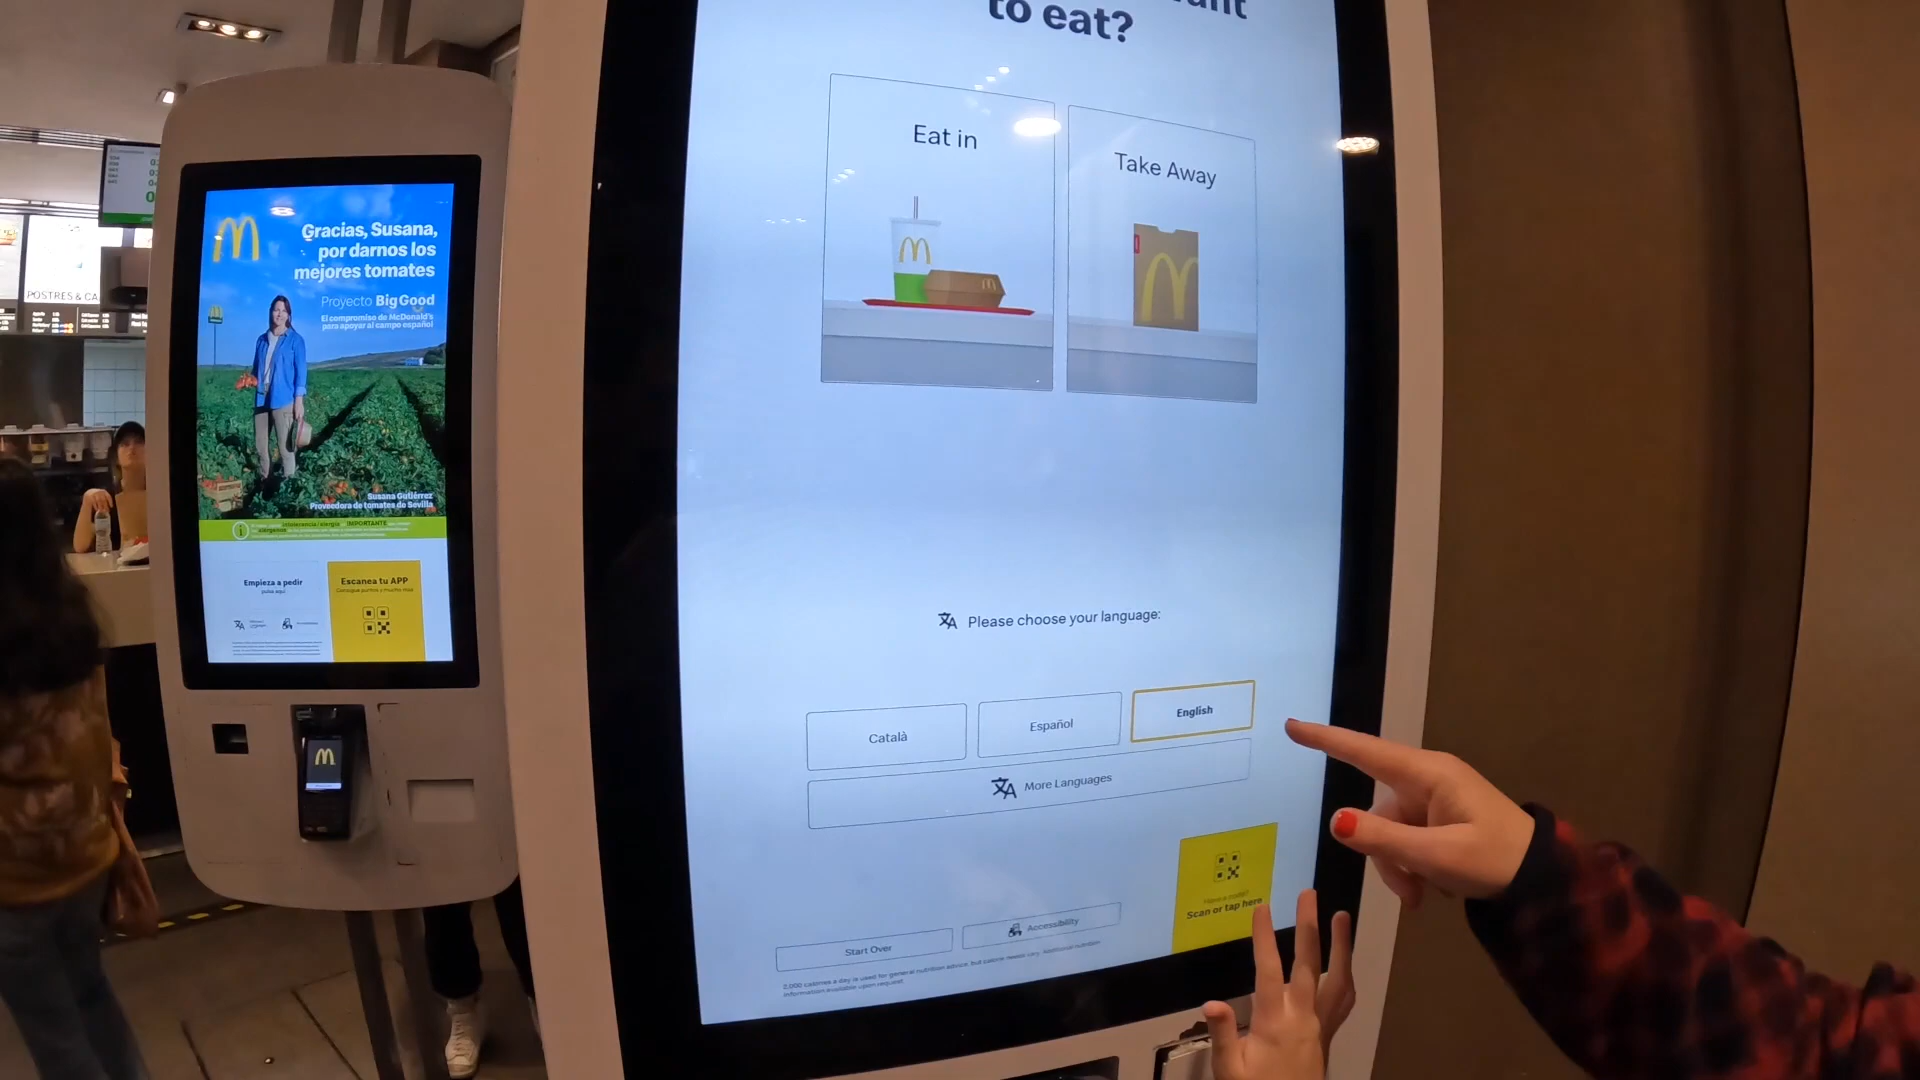 to eat?
Eat in
Take Away
Please choose your language:
Català
Español
English
More Languages
Scan or tap here
Start Over
Accessibility
2,000 calories a day is used for general nutrition advice, but calorie needs vary. Additional nutrition
information available upon request.
Gracias, Susana,
por darnos los
mejores tomates
Proyecto Big Good
El compromiso de McDonald's
para apoyar al campo español
Susana Gutiérrez
Proveedora de tomates de Sevilla
IMPORTANTE
Empieza a pedir
pulsa aquí
Escanea tu APP
Consigue puntos y mucho más
POSTRES & CA